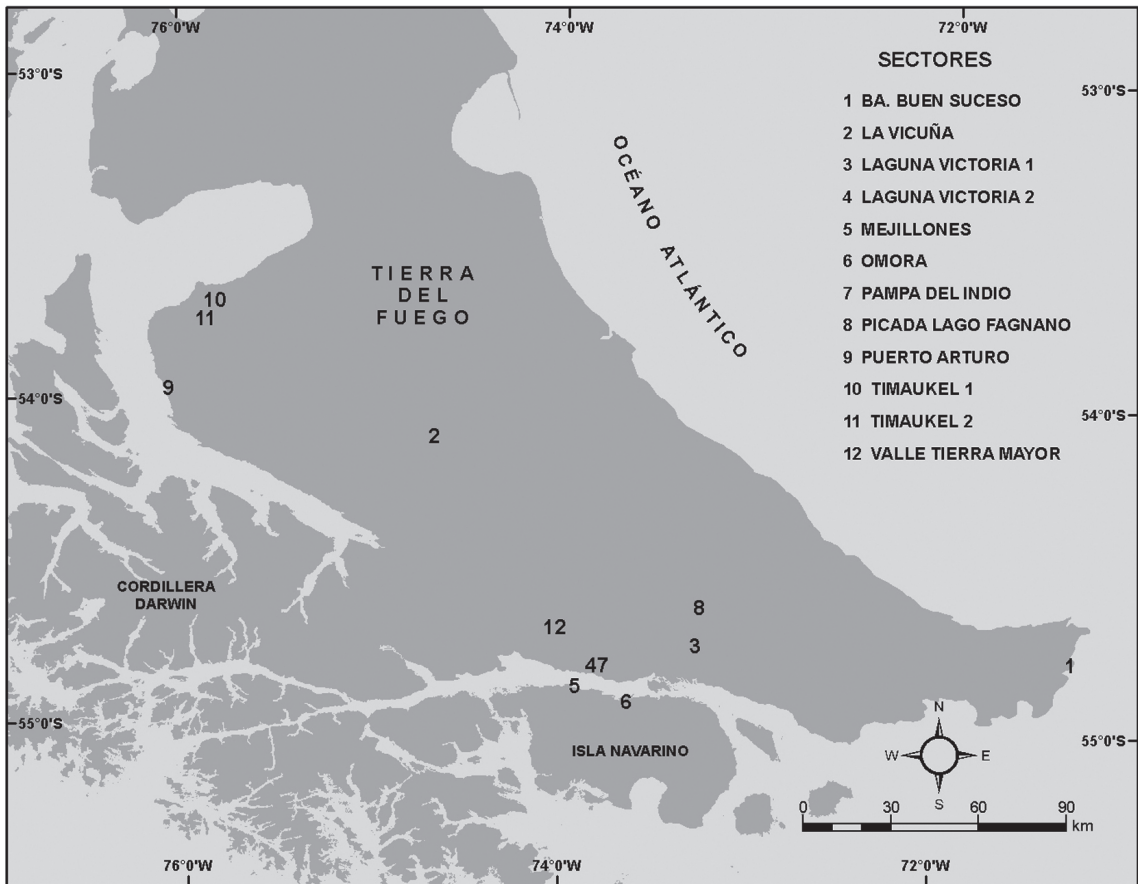 76°0'W 74°0'W 72°0'W
53°0'S
53°0'S
SECTORES
1 BA. BUEN SUCESO
2 LA VICUÑA
3 LAGUNA VICTORIA 1
4 LAGUNA VICTORIA 2
5 MEJILLONES
6 OMORA
7 PAMPA DEL INDIO
8 PICADA LAGO FAGNANO
9 PUERTO ARTURO
10 TIMAUKEL 1
11 TIMAUKEL 2
12 VALLE TIERRA MAYOR
OCÉANO ATLÁNTICO
TIERRA
DEL
FUEGO
10
11
9
54°0'S
54°0'S
2
CORDILLERA
DARWIN
8
12
3
47
1
5
6
55°0'S
55°0'S
ISLA NAVARINO
N
W E
S
0 30 60 90
km
76°0'W 74°0'W 72°0'W